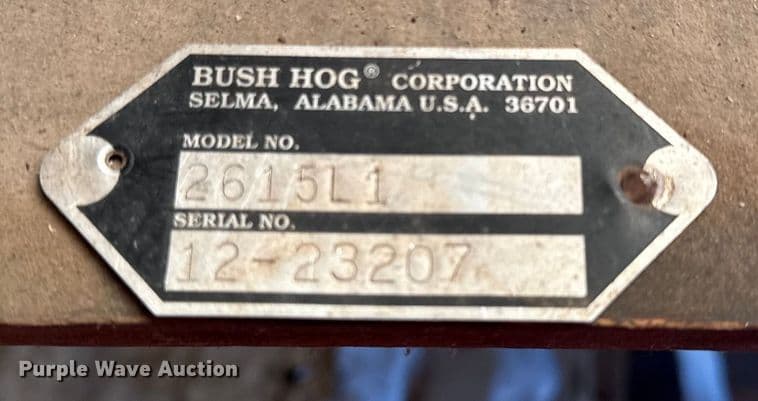 BUSH HOG® CORPORATION
SELMA, ALABAMA U.S.A. 36701
MODEL NO.
2615L1
SERIAL NO.
12-23207
Purple Wave Auction